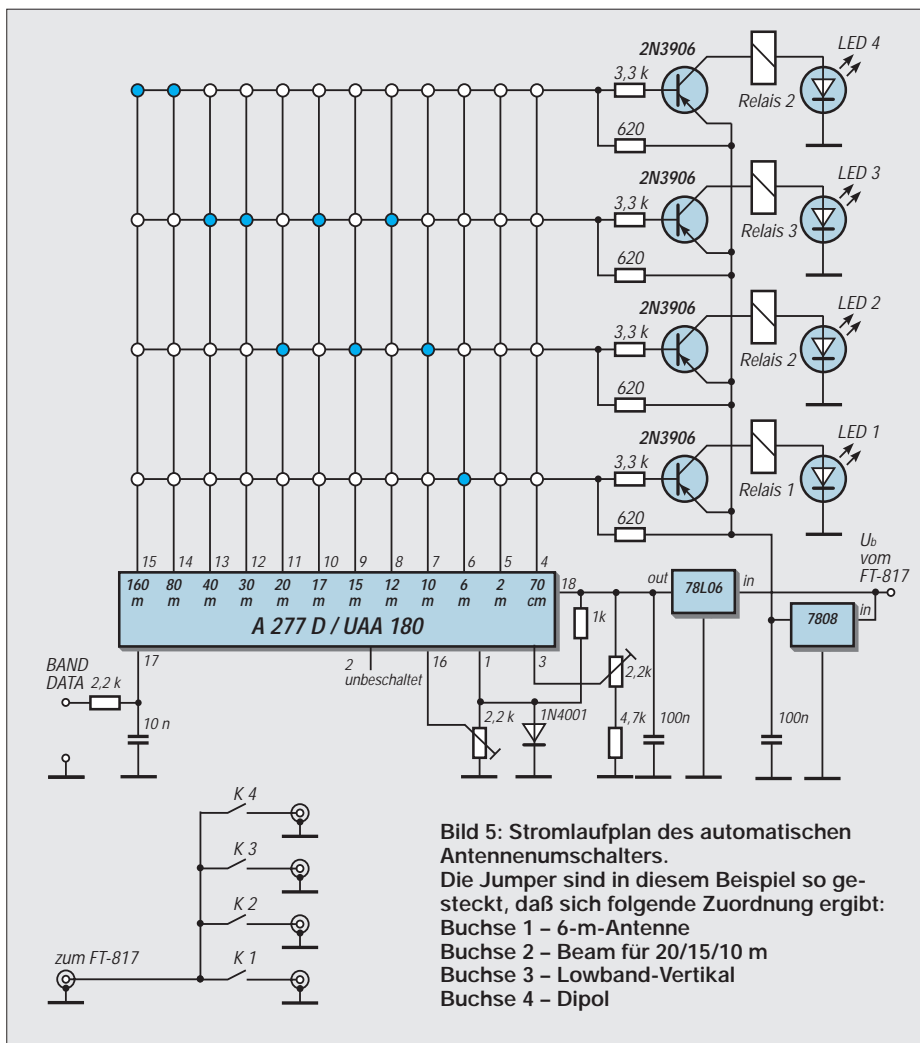 2N3906
LED 4
3,3 k
Relais 2
620
2N3906
LED 3
3,3 k
Relais 3
620
2N3906
LED 2
3,3 k
Relais 2
620
2N3906
LED 1
3,3 k
Relais 1
620
15 14 13 12 11 10 9 8 7 6 5 4
160 m
80 m
40 m
30 m
20 m
17 m
15 m
12 m
10 m
6 m
2 m
70 cm
18
A 277 D / UAA 180
out
78L06
in
Ub
vom
FT-817
7808
in
17
2
unbeschaltet
16
1
3
1k
BAND
DATA
2,2 k
10 n
2,2 k
1N4001
2,2k
4,7k
100n
100n
K 4
K 3
K 2
K 1
zum FT-817
Bild 5: Stromlaufplan des automatischen
Antennenumschalters.
Die Jumper sind in diesem Beispiel so ge-
steckt, daß sich folgende Zuordnung ergibt:
Buchse 1 – 6-m-Antenne
Buchse 2 – Beam für 20/15/10 m
Buchse 3 – Lowband-Vertikal
Buchse 4 – Dipol